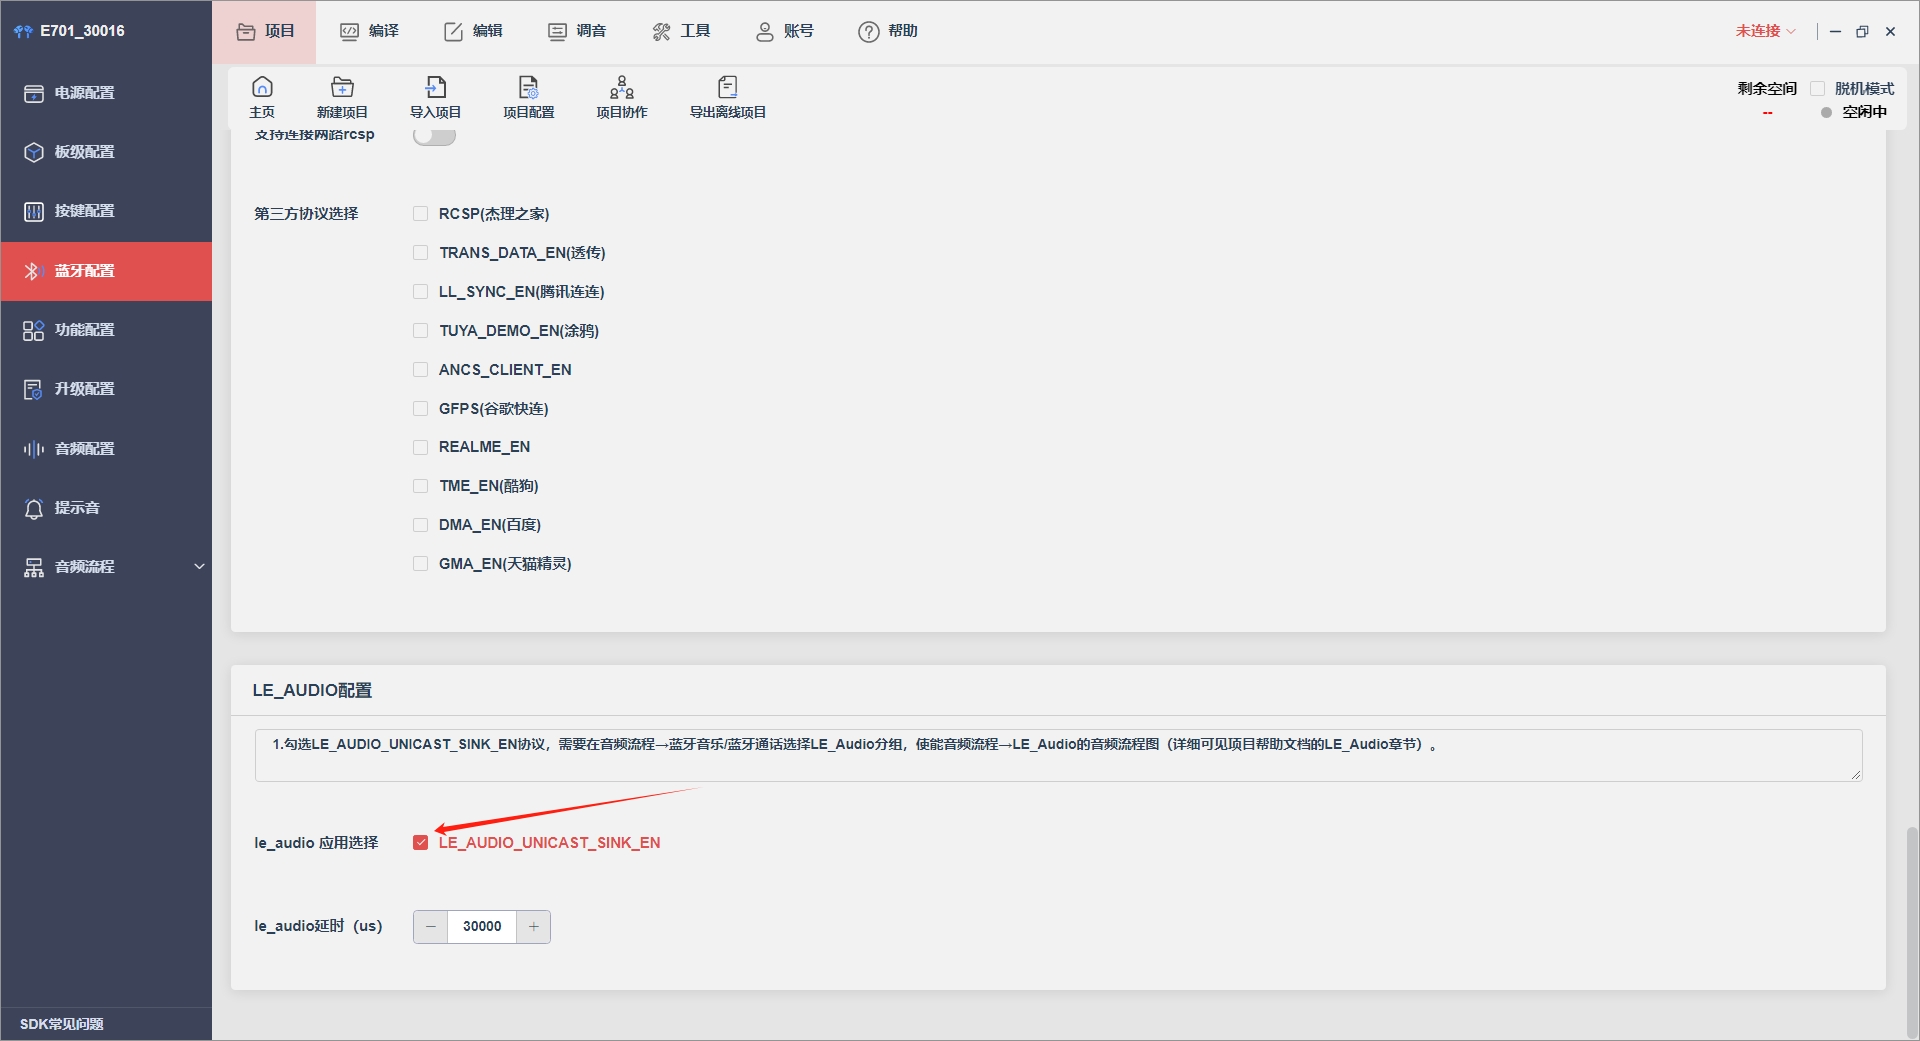 E701_30016
项目
编译
编辑
调音
工具
账号
帮助
未连接
主页
新建项目
导入项目
项目配置
项目协作
导出离线项目
剩余空间
脱机模式
--
空闲中
电源配置
板级配置
按键配置
蓝牙配置
功能配置
升级配置
音频配置
提示音
音频流程
SDK常见问题
支持连接网路rcsp
第三方协议选择
RCSP(杰理之家)
TRANS_DATA_EN(透传)
LL_SYNC_EN(腾讯连连)
TUYA_DEMO_EN(涂鸦)
ANCS_CLIENT_EN
GFPS(谷歌快连)
REALME_EN
TME_EN(酷狗)
DMA_EN(百度)
GMA_EN(天猫精灵)
LE_AUDIO配置
1.勾选LE_AUDIO_UNICAST_SINK_EN协议，需要在音频流程→蓝牙音乐/蓝牙通话选择LE_Audio分组，使能音频流程→LE_Audio的音频流程图（详细可见项目帮助文档的LE_Audio章节）。
le_audio 应用选择
LE_AUDIO_UNICAST_SINK_EN
le_audio延时（us）
30000